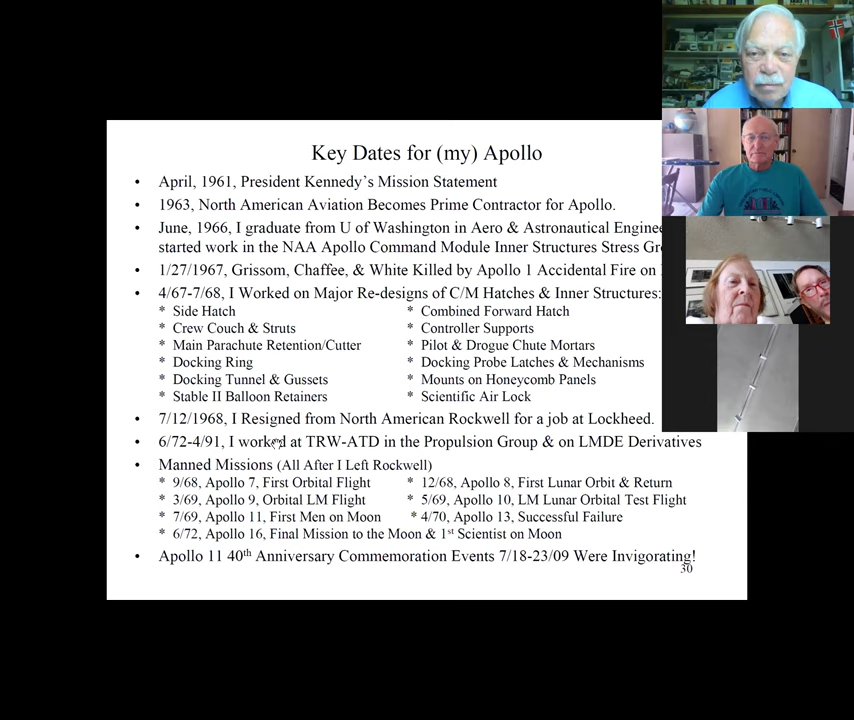 Key Dates for (my) Apollo
• April, 1961, President Kennedy's Mission Statement
• 1963, North American Aviation Becomes Prime Contractor for Apollo.
• June, 1966, I graduate from U of Washington in Aero & Astronautical
started work in the NAA Apollo Command Module Inner Structures Stress
• 1/27/1967, Grissom, Chaffee, & White Killed by Apollo 1 Accidental Fire on
• 4/67-7/68, I Worked on Major Re-designs of C/M Hatches & Inner Structures:
* Side Hatch * Combined Forward Hatch
* Crew Couch & Struts * Controller Supports
* Main Parachute Retention/Cutter * Pilot & Drogue Chute Mortars
* Docking Ring * Docking Probe Latches & Mechanisms
* Docking Tunnel & Gussets * Mounts on Honeycomb Panels
* Stable II Balloon Retainers * Scientific Air Lock
• 7/12/1968, I Resigned from North American Rockwell for a job at Lockheed.
• 6/72-4/91, I worked at TRW-ATD in the Propulsion Group & on LMDE Derivatives
• Manned Missions (All After I Left Rockwell)
* 9/68, Apollo 7, First Orbital Flight * 12/68, Apollo 8, First Lunar Orbit & Return
* 3/69, Apollo 9, Orbital LM Flight * 5/69, Apollo 10, LM Lunar Orbital Test Flight
* 7/69, Apollo 11, First Men on Moon * 4/70, Apollo 13, Successful Failure
* 6/72, Apollo 16, Final Mission to the Moon & 1st Scientist on Moon
• Apollo 11 40th Anniversary Commemoration Events 7/18-23/09 Were Invigorating!
30